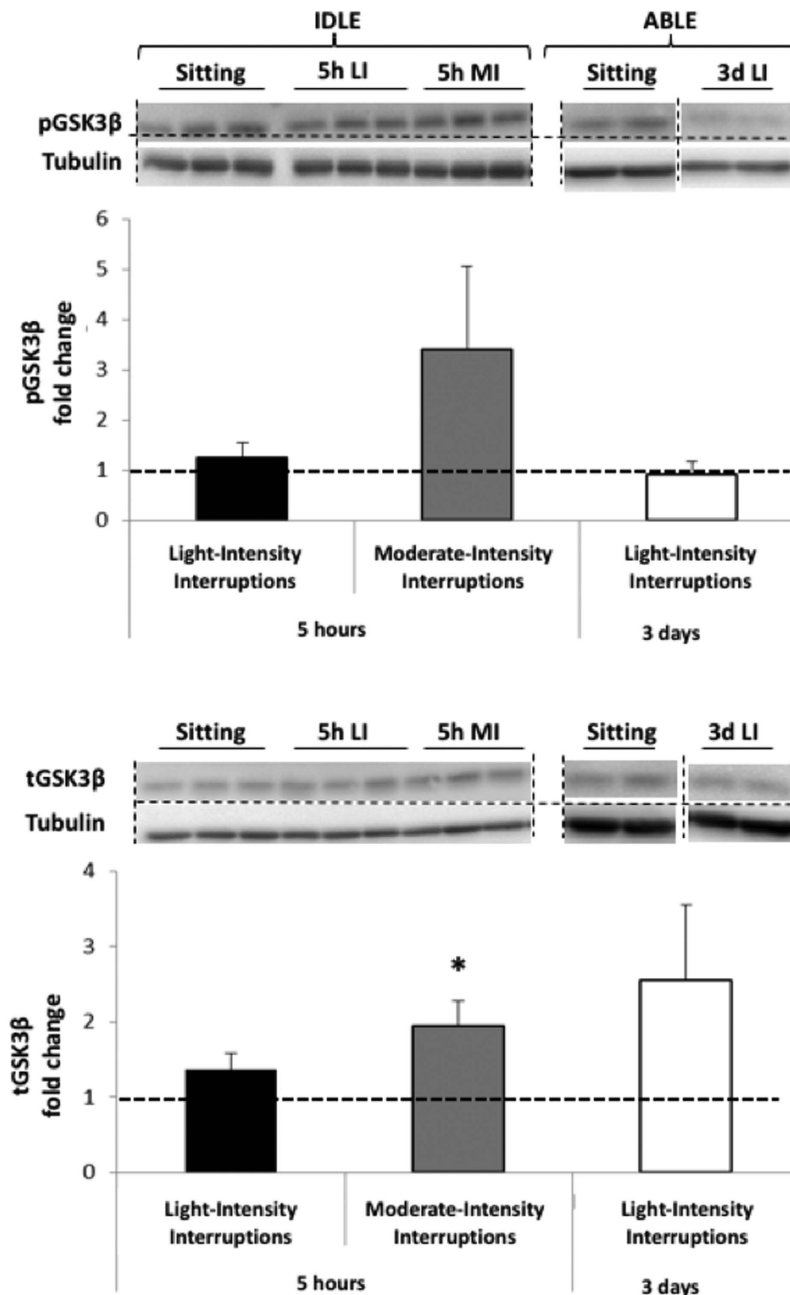 IDLE ABLE
Sitting 5h LI 5h MI Sitting 3d LI
pGSK3β
Tubulin
6
5
4
3
2
1
0
pGSK3β
fold change
Light-Intensity Moderate-Intensity Light-Intensity
Interruptions Interruptions Interruptions
5 hours 3 days
Sitting 5h LI 5h MI Sitting 3d LI
tGSK3β
Tubulin
4
3
2
1
0
tGSK3β
fold change
*
Light-Intensity Moderate-Intensity Light-Intensity
Interruptions Interruptions Interruptions
5 hours 3 days